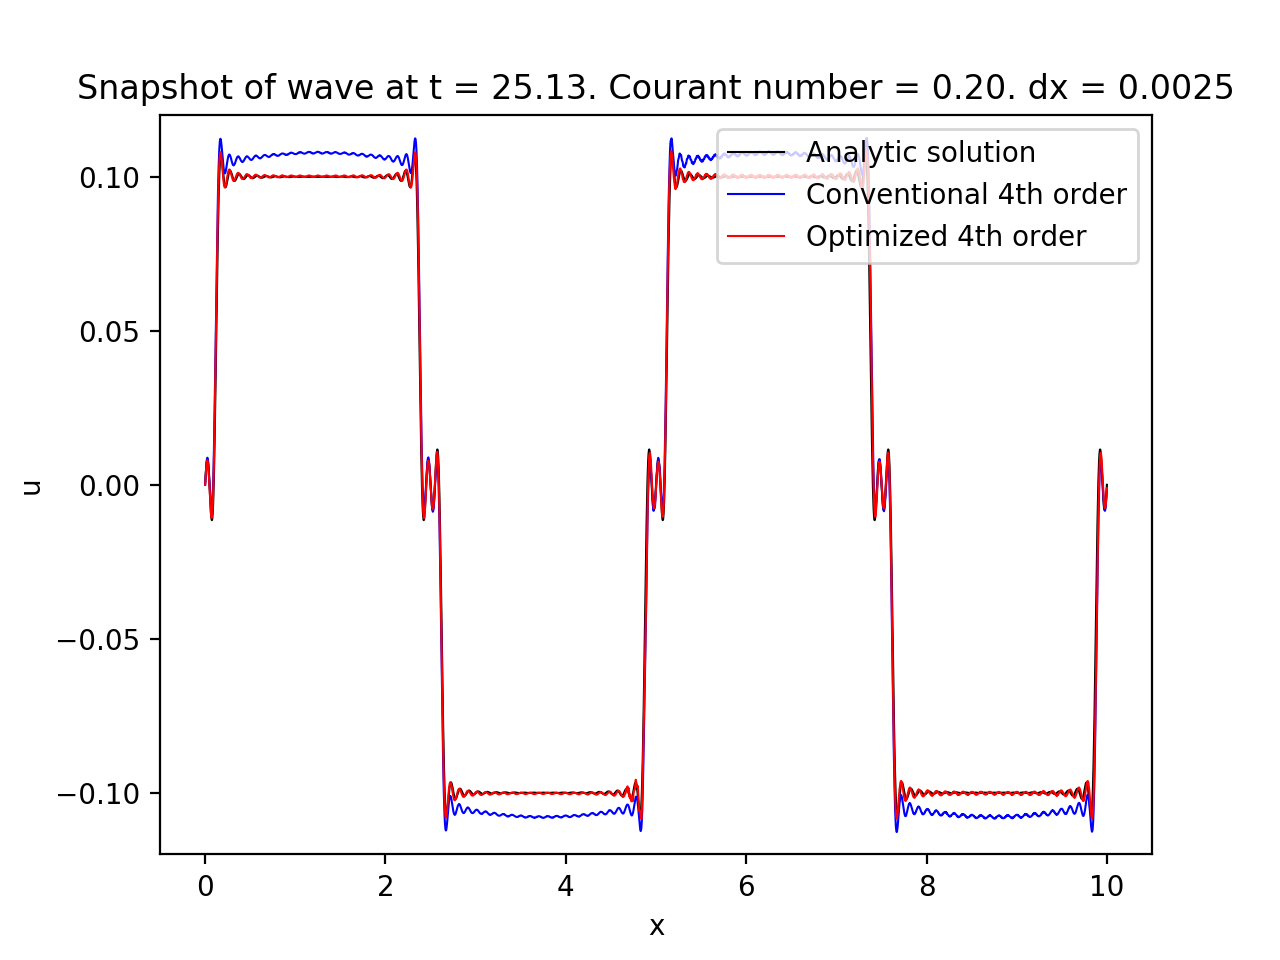 Snapshot of wave at t = 25.13. Courant number = 0.20. dx = 0.0025
Analytic solution
Conventional 4th order
Optimized 4th order
0.10
0.05
0.00
−0.05
−0.10
u
0 2 4 6 8 10
x